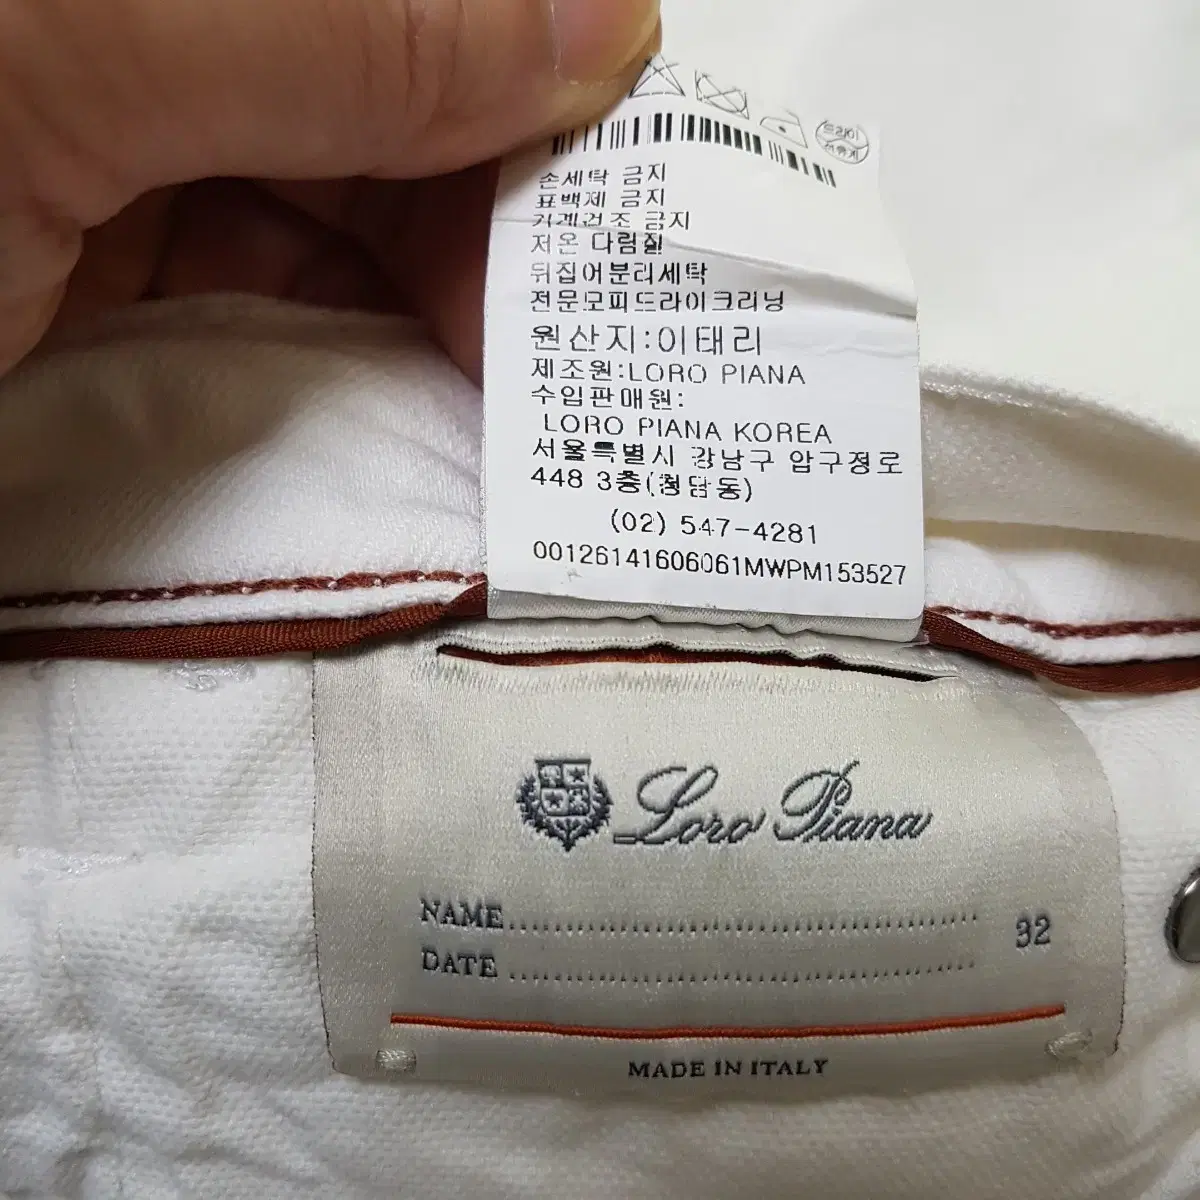 드라이
손세탁 금지
표백제 금지
기계건조 금지
저온 다림질
뒤집어분리세탁
전문모피드라이크리닝
원산지:이태리
제조원:LORO PIANA
수입판매원:
LORO PIANA KOREA
서울특별시 강남구 압구정로
448 3층(청담동)
(02) 547-4281
00126141606061MWPM153527
Loro Piana
NAME
32
DATE
MADE IN ITALY